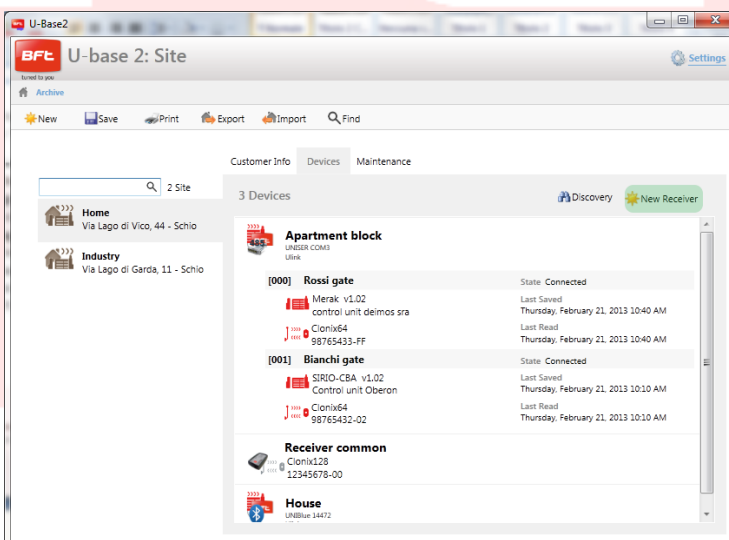 U-Base2
BFT
tuned to you
U-base 2: Site
Settings
Archive
New Save Print Export Import Find
Customer Info Devices Maintenance
2 Site
3 Devices
Discovery New Receiver
Home
Via Lago di Vico, 44 - Schio
Industry
Via Lago di Garda, 11 - Schio
485
Apartment block
UNISER COM3
Ulink
[000] Rossi gate State Connected
Merak v1.02
control unit deimos sra
Last Saved
Thursday, February 21, 2013 10:40 AM
Clonix64
98765433-FF
Last Read
Thursday, February 21, 2013 10:40 AM
[001] Bianchi gate State Connected
SIRIO-CBA v1.02
Control unit Oberon
Last Saved
Thursday, February 21, 2013 10:10 AM
Clonix64
98765432-02
Last Read
Thursday, February 21, 2013 10:10 AM
Receiver common
Clonix128
12345678-00
House
UNIBlue 14472